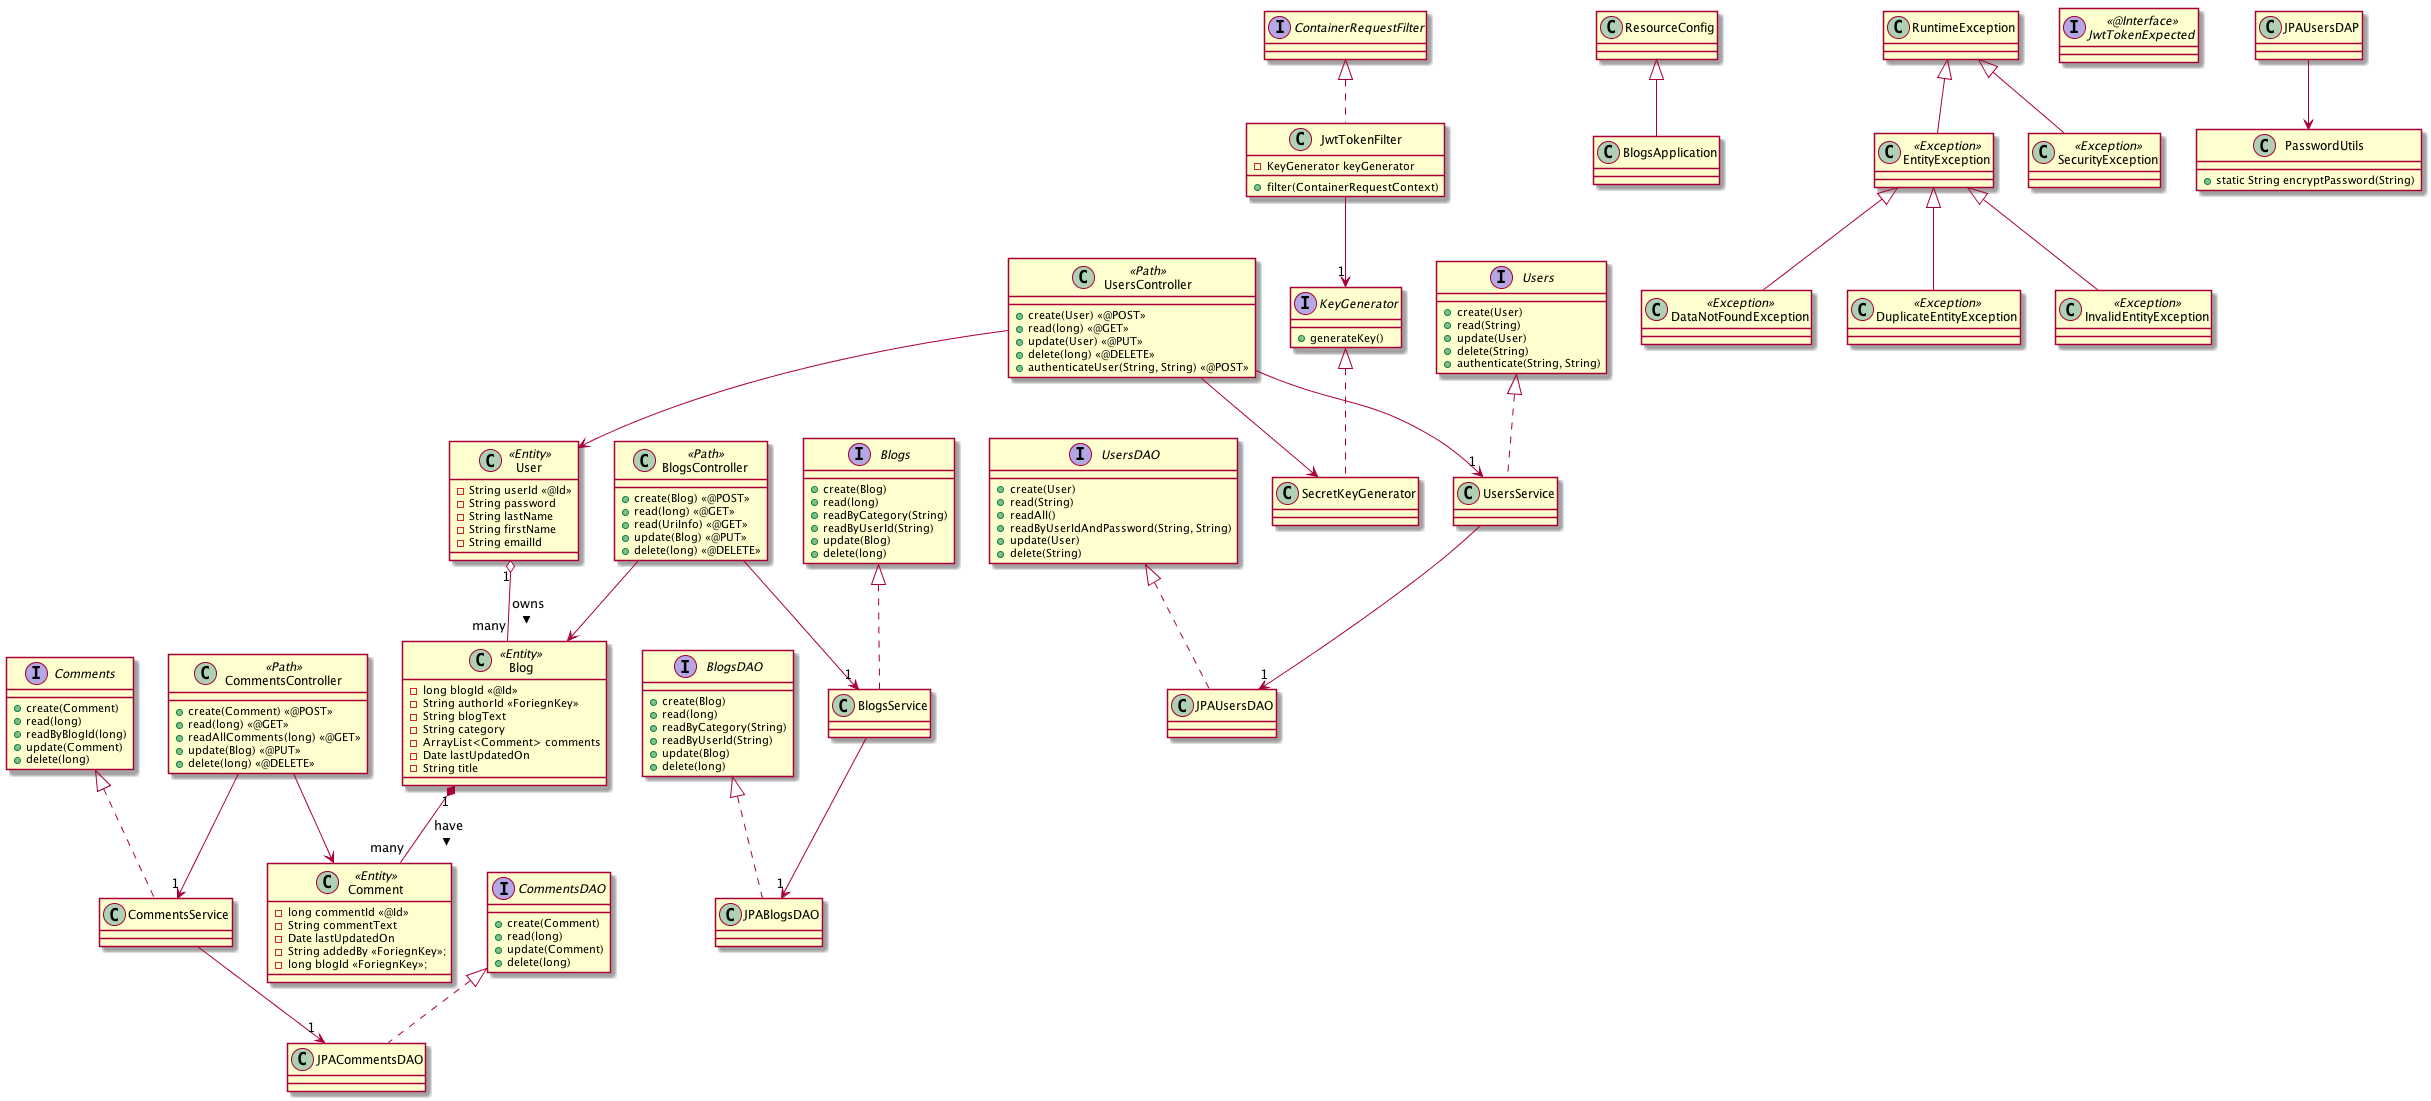 I ContainerRequestFilter
C ResourceConfig
C RuntimeException
I «@Interface»
JwtTokenExpected
C JPAUsersDAP
C JwtTokenFilter
KeyGenerator keyGenerator
filter(ContainerRequestContext)
C BlogsApplication
C «Exception»
EntityException
C «Exception»
SecurityException
C PasswordUtils
static String encryptPassword(String)
1
C «Path»
UsersController
create(User) «@POST»
read(long) «@GET»
update(User) «@PUT»
delete(long) «@DELETE»
authenticateUser(String, String) «@POST»
I KeyGenerator
generateKey()
I Users
create(User)
read(String)
update(User)
delete(String)
authenticate(String, String)
C «Exception»
DataNotFoundException
C «Exception»
DuplicateEntityException
C «Exception»
InvalidEntityException
C «Entity»
User
String userId «@Id»
String password
String lastName
String firstName
String emailId
C «Path»
BlogsController
create(Blog) «@POST»
read(long) «@GET»
read(UriInfo) «@GET»
update(Blog) «@PUT»
delete(long) «@DELETE»
I Blogs
create(Blog)
read(long)
readByCategory(String)
readByUserId(String)
update(Blog)
delete(long)
I UsersDAO
create(User)
read(String)
readAll()
readByUserIdAndPassword(String, String)
update(User)
delete(String)
C SecretKeyGenerator
1
C UsersService
1
owns
many
I Comments
create(Comment)
read(long)
readByBlogId(long)
update(Comment)
delete(long)
C «Path»
CommentsController
create(Comment) «@POST»
read(long) «@GET»
readAllComments(long) «@GET»
update(Blog) «@PUT»
delete(long) «@DELETE»
C «Entity»
Blog
long blogId «@Id»
String authorId «ForiegnKey»
String blogText
String category
ArrayList<Comment> comments
Date lastUpdatedOn
String title
I BlogsDAO
create(Blog)
read(long)
readByCategory(String)
readByUserId(String)
update(Blog)
delete(long)
1
C BlogsService
1
C JPAUsersDAO
1
have
many
1
C CommentsService
C «Entity»
Comment
long commentId «@Id»
String commentText
Date lastUpdatedOn
String addedBy «ForiegnKey»;
long blogId «ForiegnKey»;
I CommentsDAO
create(Comment)
read(long)
update(Comment)
delete(long)
1
C JPABlogsDAO
1
C JPACommentsDAO